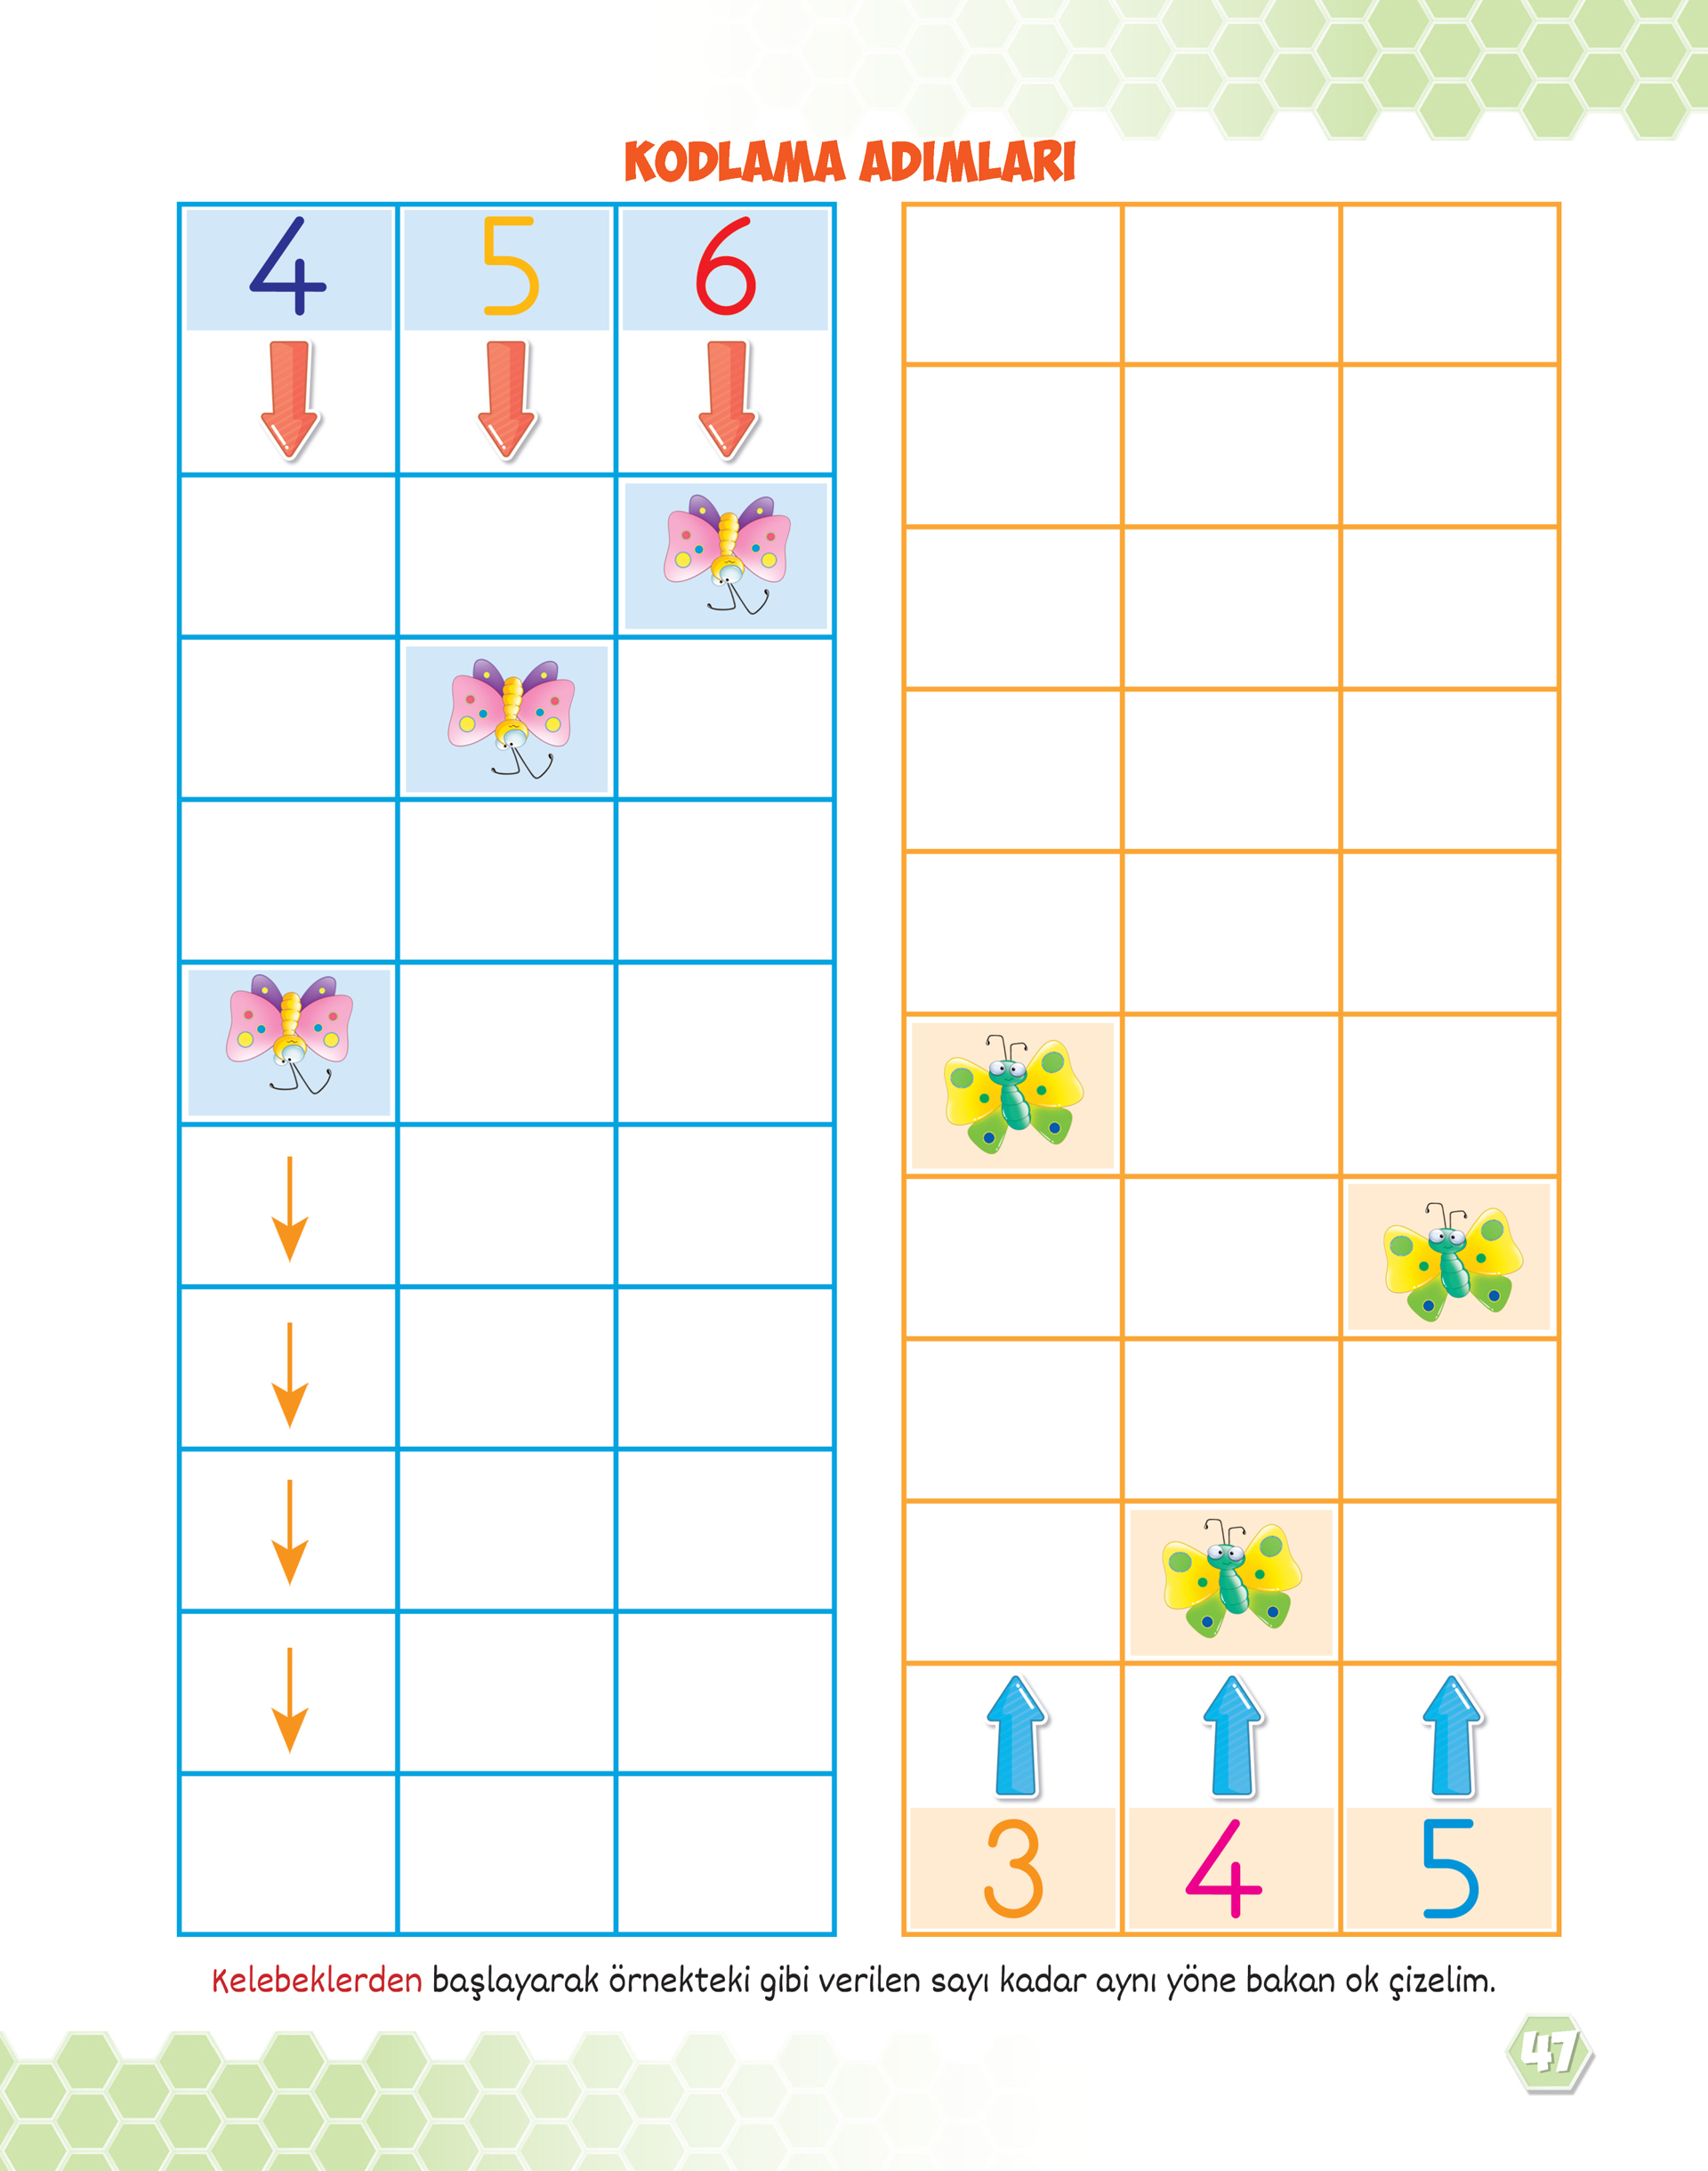 KODLAMA ADIMLARI
4 5 6
3 4 5
Kelebeklerden başlayarak örnekteki gibi verilen sayı kadar aynı yöne bakan ok çizelim.
47